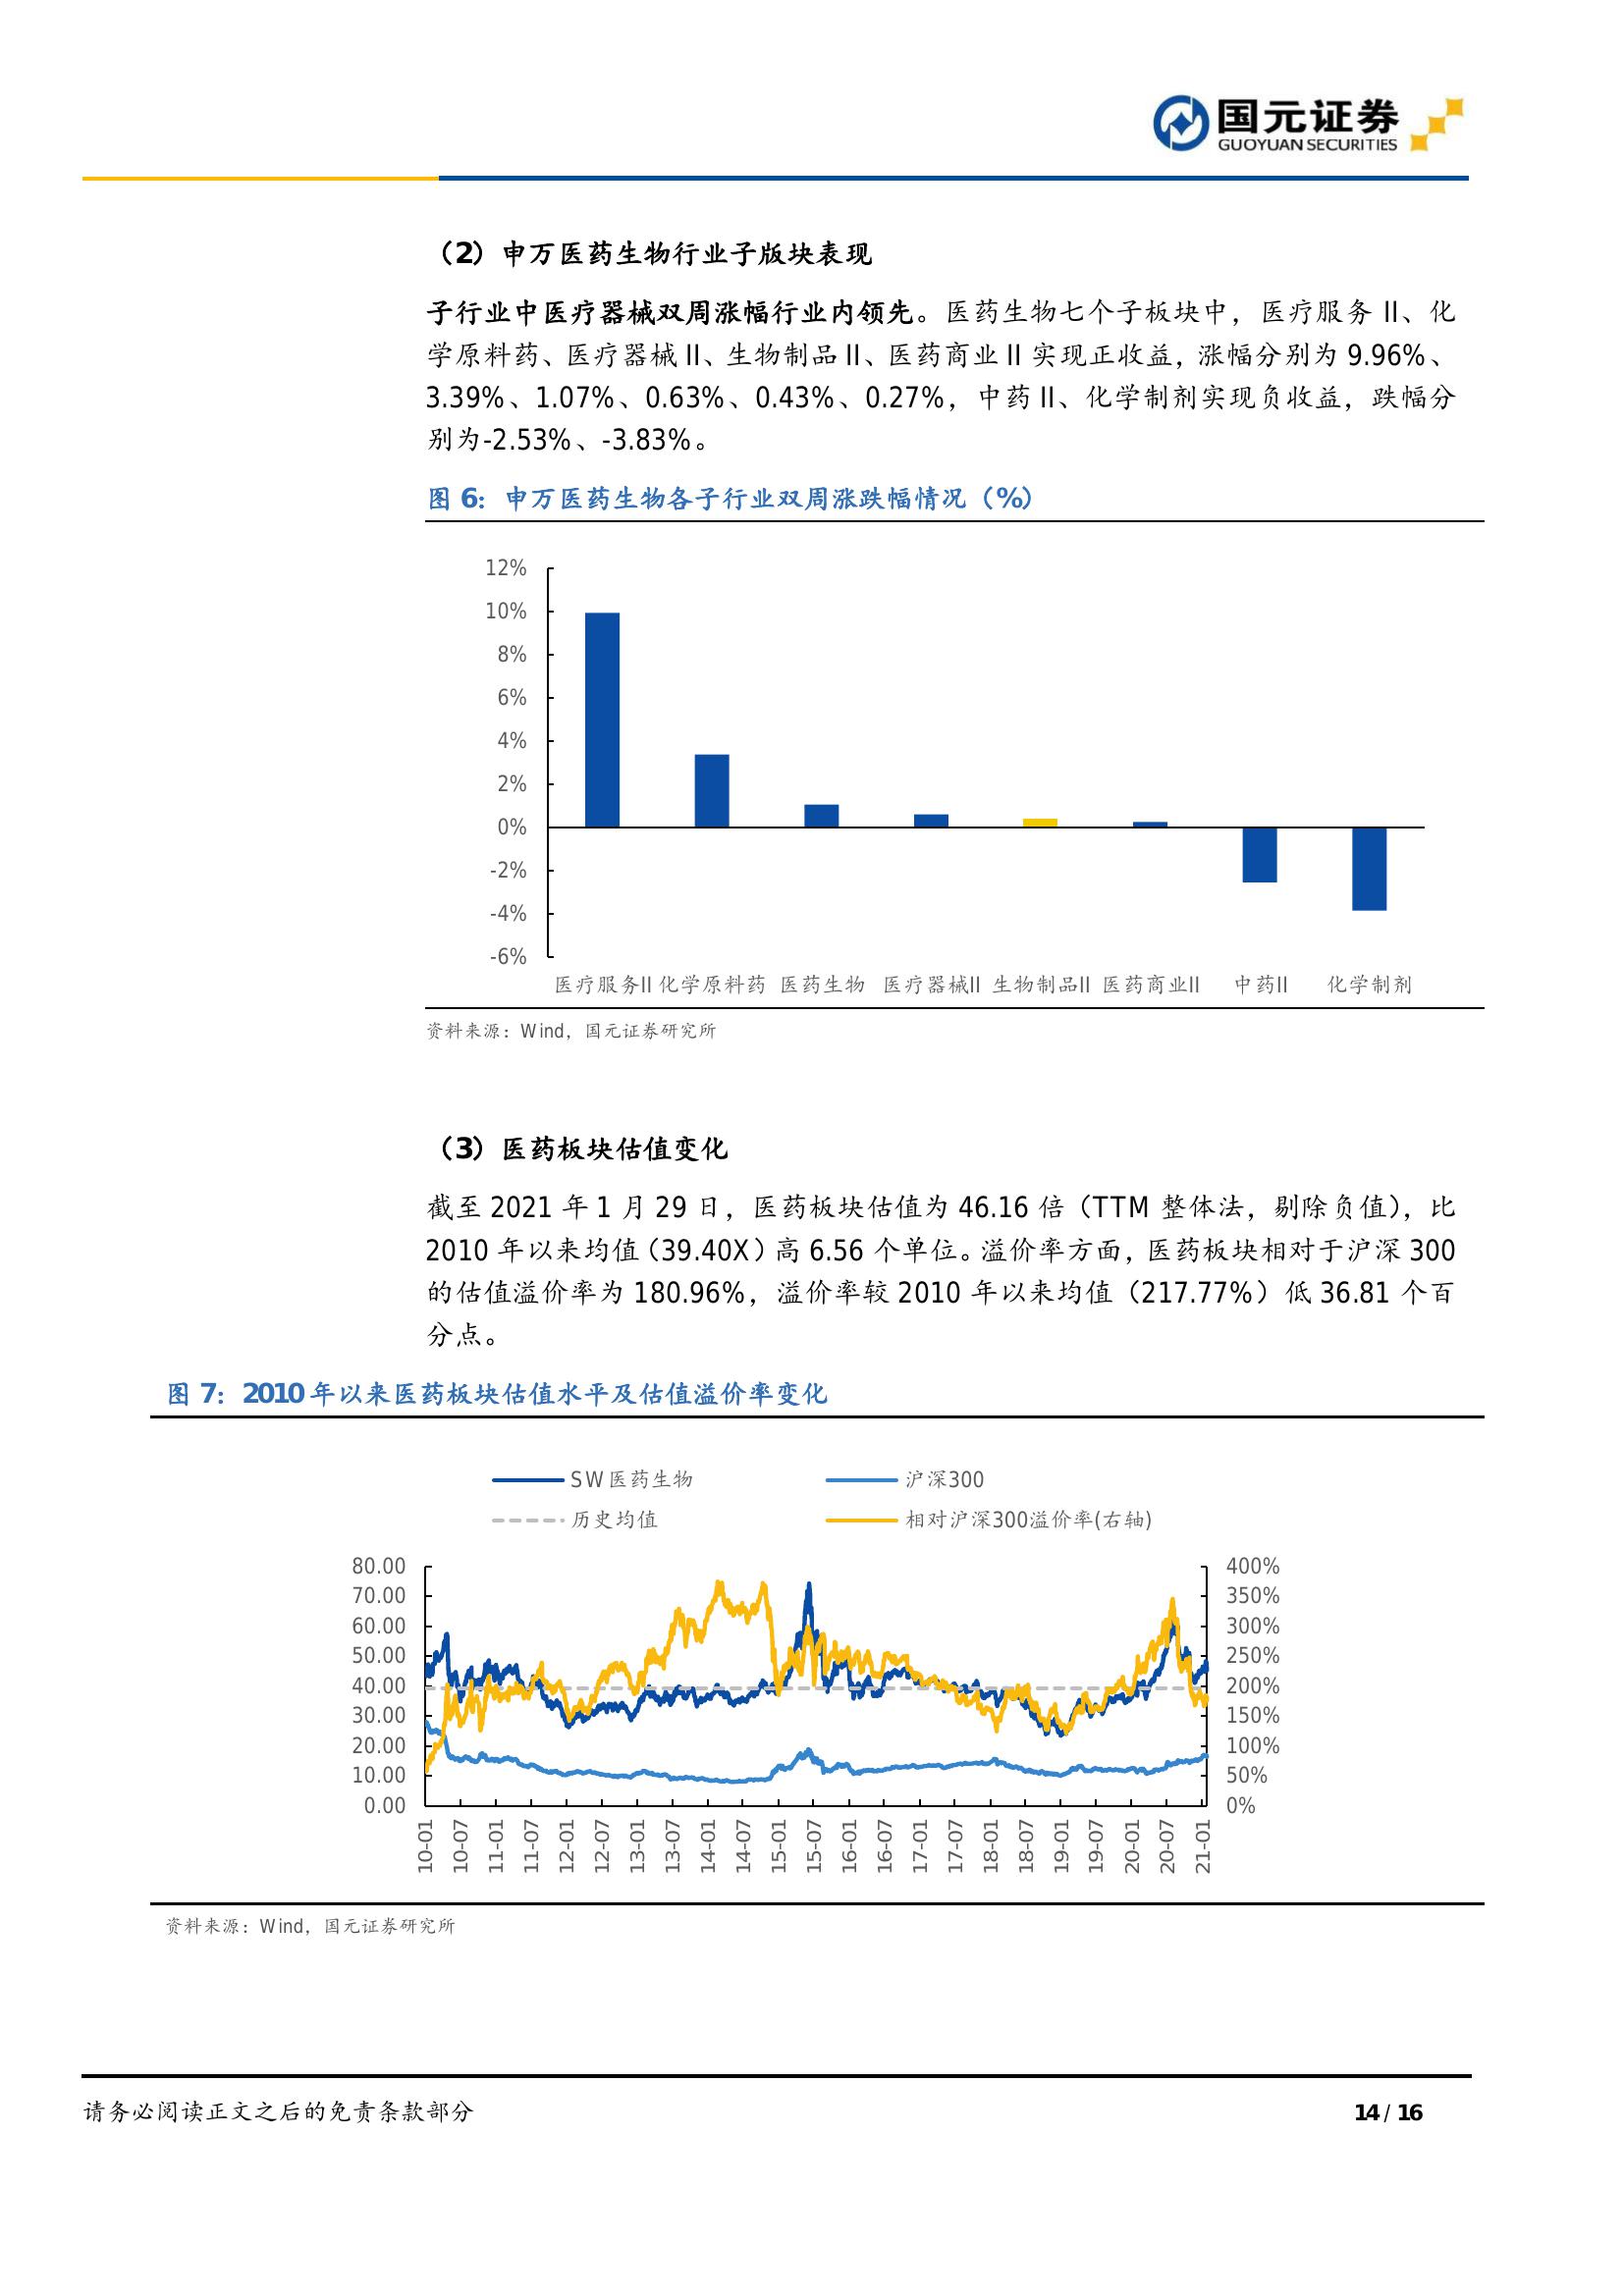 国元证券
GUOYUAN SECURITIES
（2）申万医药生物行业子版块表现
子行业中医疗器械双周涨幅行业内领先。医药生物七个子板块中，医疗服务 II、化
学原料药、医疗器械 II、生物制品 II、医药商业 II 实现正收益，涨幅分别为 9.96%、
3.39%、1.07%、0.63%、0.43%、0.27%，中药 II、化学制剂实现负收益，跌幅分
别为-2.53%、-3.83%。
图 6：申万医药生物各子行业双周涨跌幅情况（%）
12%
10%
8%
6%
4%
2%
0%
-2%
-4%
-6%
医疗服务II 化学原料药 医药生物 医疗器械II 生物制品II 医药商业II 中药II 化学制剂
资料来源：Wind，国元证券研究所
（3）医药板块估值变化
截至 2021 年 1 月 29 日，医药板块估值为 46.16 倍（TTM 整体法，剔除负值），比
2010 年以来均值（39.40X）高 6.56 个单位。溢价率方面，医药板块相对于沪深 300
的估值溢价率为 180.96%，溢价率较 2010 年以来均值（217.77%）低 36.81 个百
分点。
图 7：2010 年以来医药板块估值水平及估值溢价率变化
SW医药生物 沪深300
历史均值 相对沪深300溢价率(右轴)
80.00 400%
70.00 350%
60.00 300%
50.00 250%
40.00 200%
30.00 150%
20.00 100%
10.00 50%
0.00 0%
10-01 10-07 11-01 11-07 12-01 12-07 13-01 13-07 14-01 14-07 15-01 15-07 16-01 16-07 17-01 17-07 18-01 18-07 19-01 19-07 20-01 20-07 21-01
资料来源：Wind，国元证券研究所
请务必阅读正文之后的免责条款部分 14 / 16